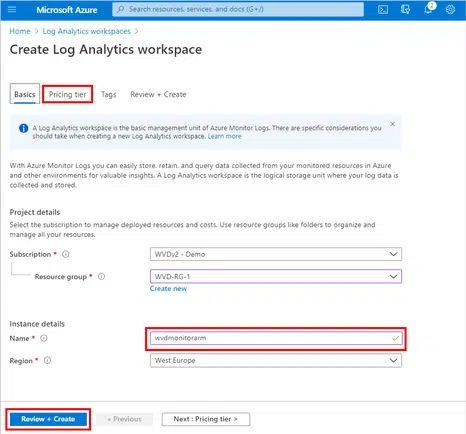 Microsoft Azure
Search resources, services, and docs (G+/)
2
Home > Log Analytics workspaces >
Create Log Analytics workspace
Basics Pricing tier Tags Review + Create
A Log Analytics workspace is the basic management unit of Azure Monitor Logs. There are specific considerations you
should take when creating a new Log Analytics workspace. Learn more
With Azure Monitor Logs you can easily store, retain, and query data collected from your monitored resources in Azure
and other environments for valuable insights. A Log Analytics workspace is the logical storage unit where your log data is
collected and stored.
Project details
Select the subscription to manage deployed resources and costs. Use resource groups like folders to organize and
manage all your resources.
Subscription * WVDv2 - Demo
Resource group * WVD-RG-1
Create new
Instance details
Name * wvdmonitorarm
Region * West Europe
Review + Create « Previous Next : Pricing tier >